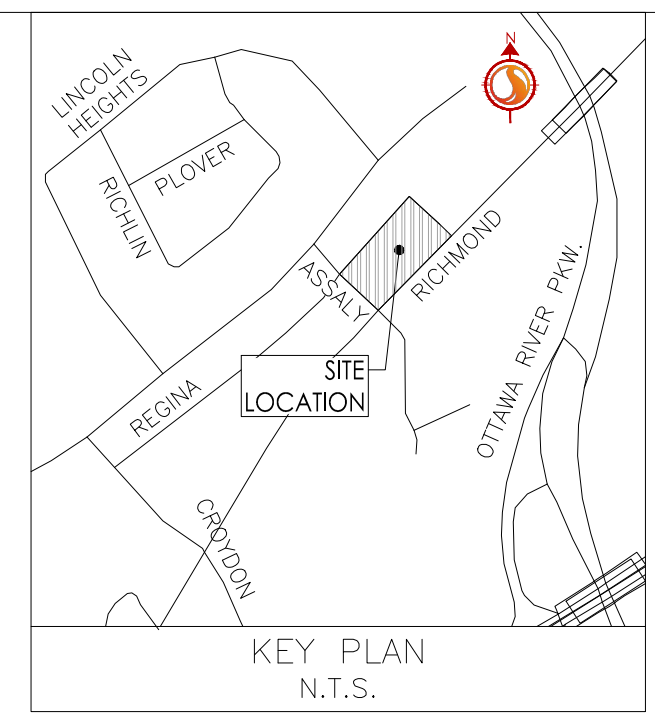 N
LINCOLN
HEIGHTS
PLOVER
RICHLIN
ASSALY
RICHMOND
OTTAWA RIVER PKW.
SITE
LOCATION
REGINA
CROYDON
KEY PLAN
N.T.S.